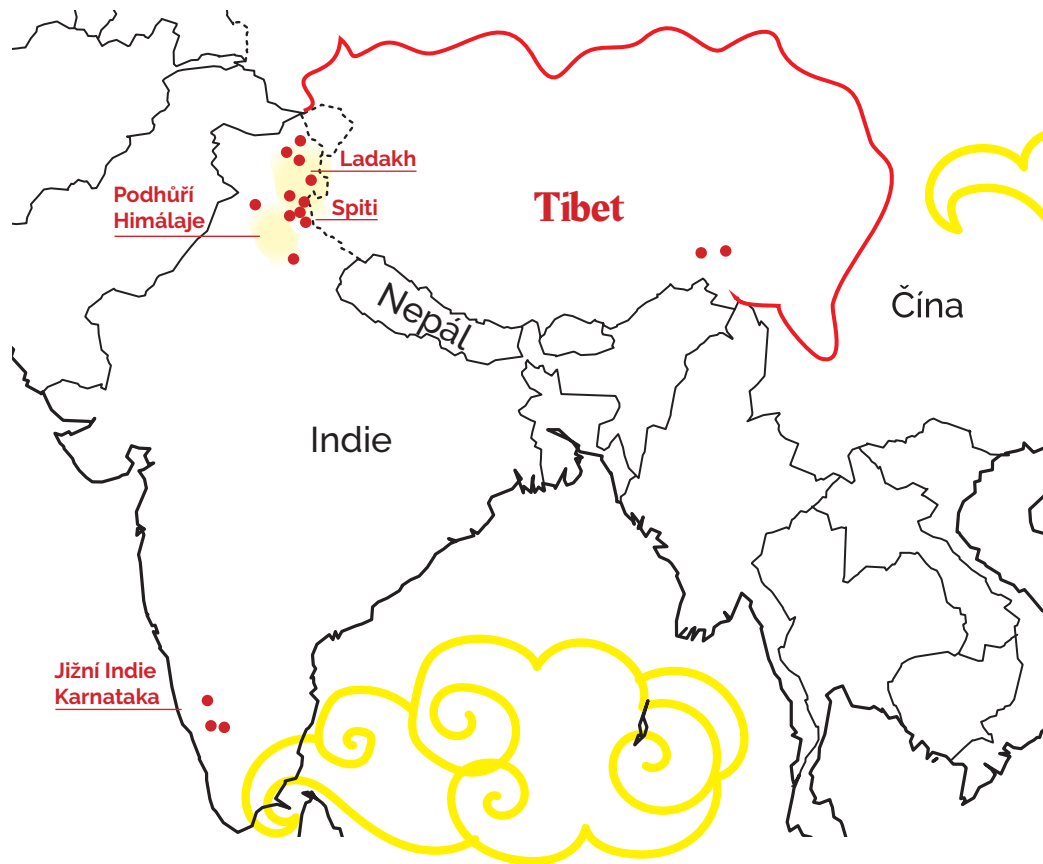 Ladakh
Podhůří
Himálaje
Spiti
Tibet
Čína
Nepál
Indie
Jižní Indie
Karnataka